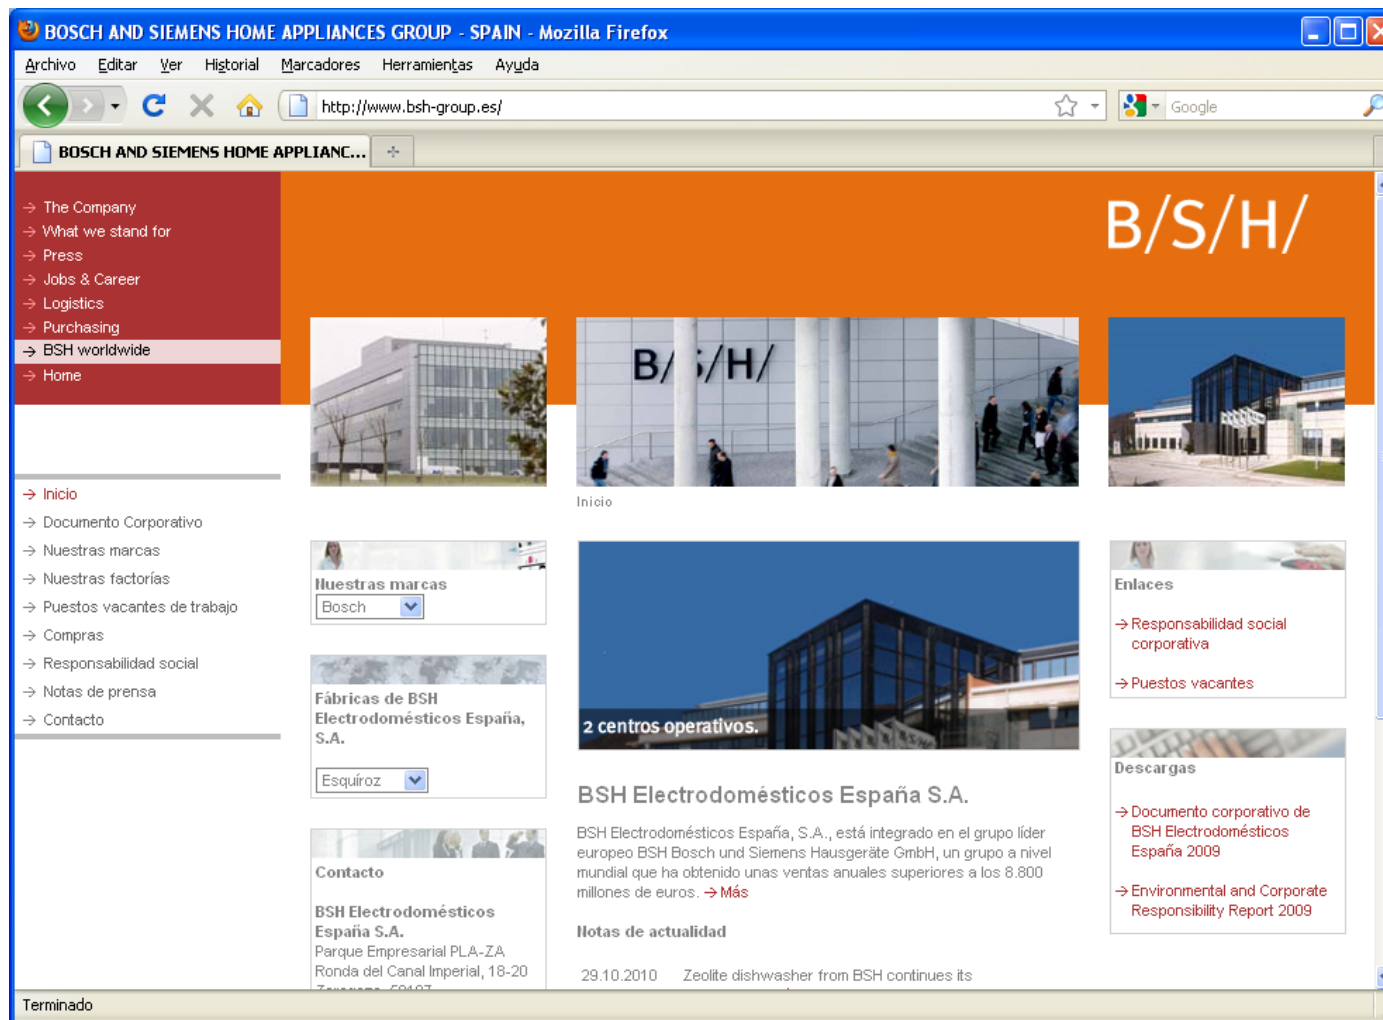 BOSCH AND SIEMENS HOME APPLIANCES GROUP - SPAIN - Mozilla Firefox
Archivo Editar Ver Historial Marcadores Herramientas Ayuda
http://www.bsh-group.es/
Google
BOSCH AND SIEMENS HOME APPLIANC...
The Company
What we stand for
Press
Jobs & Career
Logistics
Purchasing
BSH worldwide
Home
B/S/H/
B/S/H/
Inicio
Inicio
Documento Corporativo
Nuestras marcas
Nuestras factorías
Puestos vacantes de trabajo
Compras
Responsabilidad social
Notas de prensa
Contacto
Nuestras marcas
Bosch
Fábricas de BSH
Electrodomésticos España,
S.A.
Esquíroz
Contacto
BSH Electrodomésticos
España S.A.
Parque Empresarial PLA-ZA
Ronda del Canal Imperial, 18-20
Zaragoza, 50197
2 centros operativos.
BSH Electrodomésticos España S.A.
BSH Electrodomésticos España, S.A., está integrado en el grupo líder
europeo BSH Bosch und Siemens Hausgeräte GmbH, un grupo a nivel
mundial que ha obtenido unas ventas anuales superiores a los 8.800
millones de euros. → Más
Notas de actualidad
29.10.2010 Zeolite dishwasher from BSH continues its
Enlaces
Responsabilidad social
corporativa
Puestos vacantes
Descargas
Documento corporativo de
BSH Electrodomésticos
España 2009
Environmental and Corporate
Responsibility Report 2009
Terminado